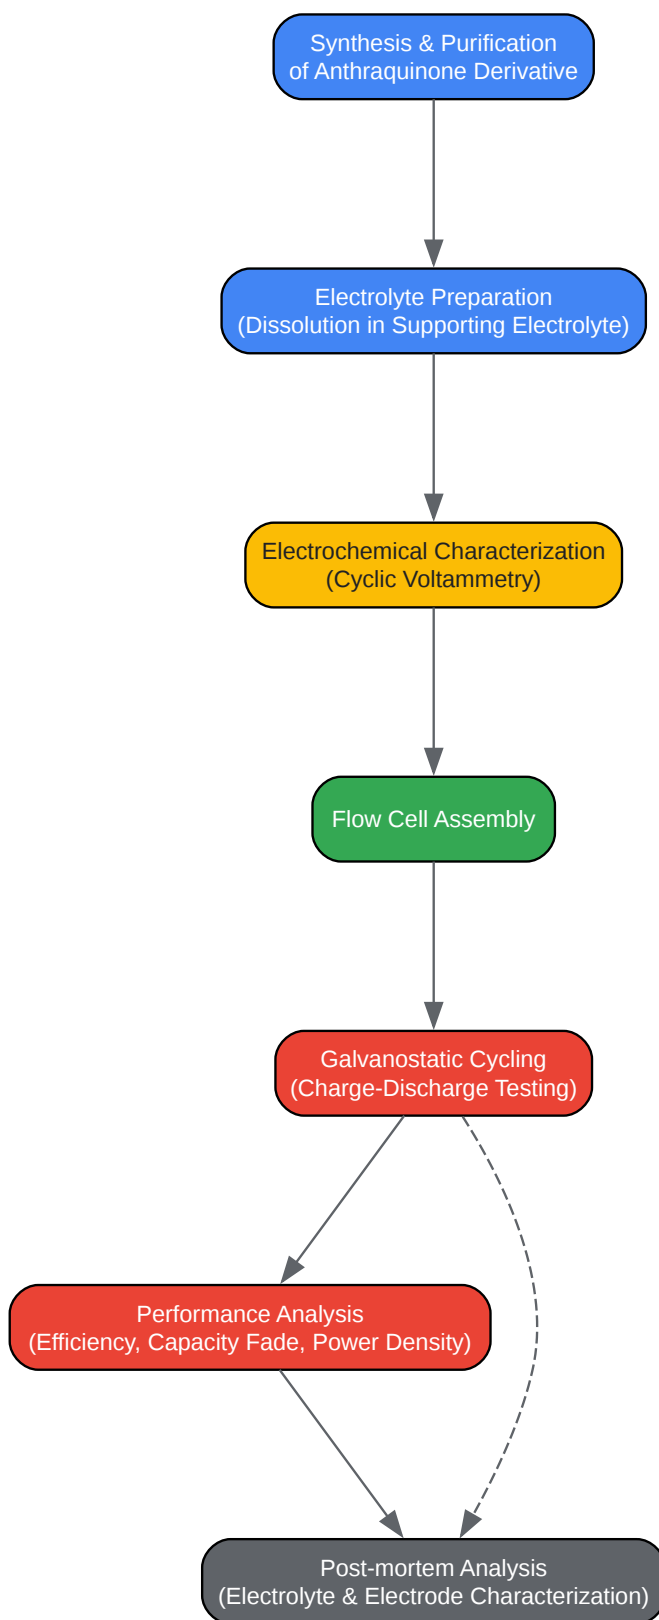 Synthesis & Purification
of Anthraquinone Derivative
Electrolyte Preparation
(Dissolution in Supporting Electrolyte)
Electrochemical Characterization
(Cyclic Voltammetry)
Flow Cell Assembly
Galvanostatic Cycling
(Charge-Discharge Testing)
Performance Analysis
(Efficiency, Capacity Fade, Power Density)
Post-mortem Analysis
(Electrolyte & Electrode Characterization)